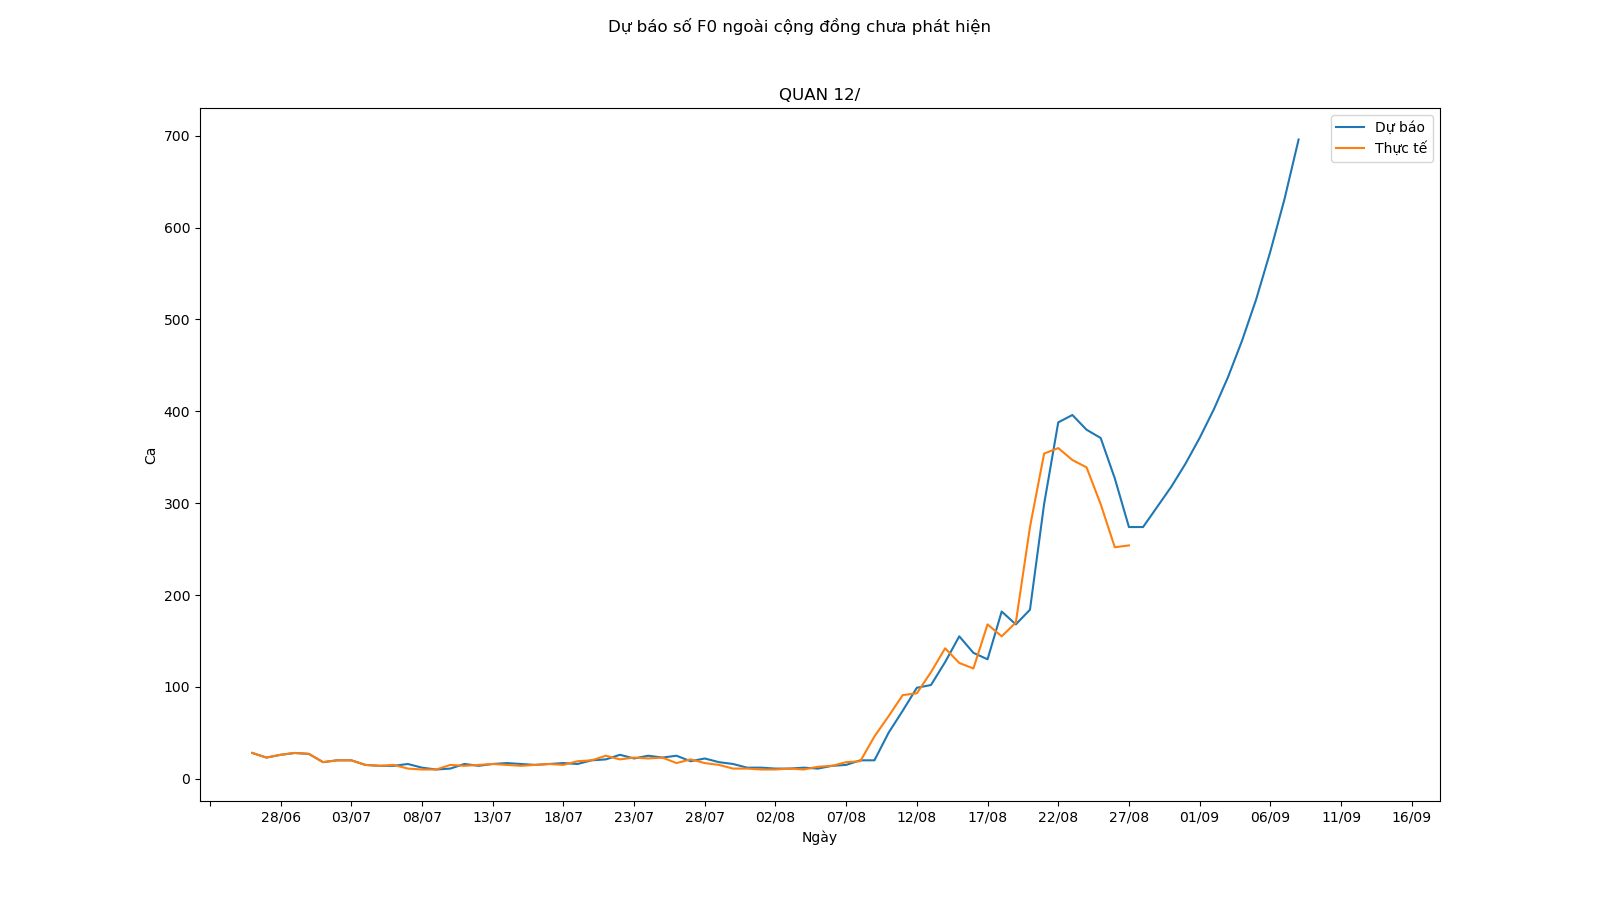 Dự báo số F0 ngoài cộng đồng chưa phát hiện
QUAN 12/
Dự báo
Thực tế
700
600
500
400
300
200
100
0
Ca
28/06 03/07 08/07 13/07 18/07 23/07 28/07 02/08 07/08 12/08 17/08 22/08 27/08 01/09 06/09 11/09 16/09
Ngày